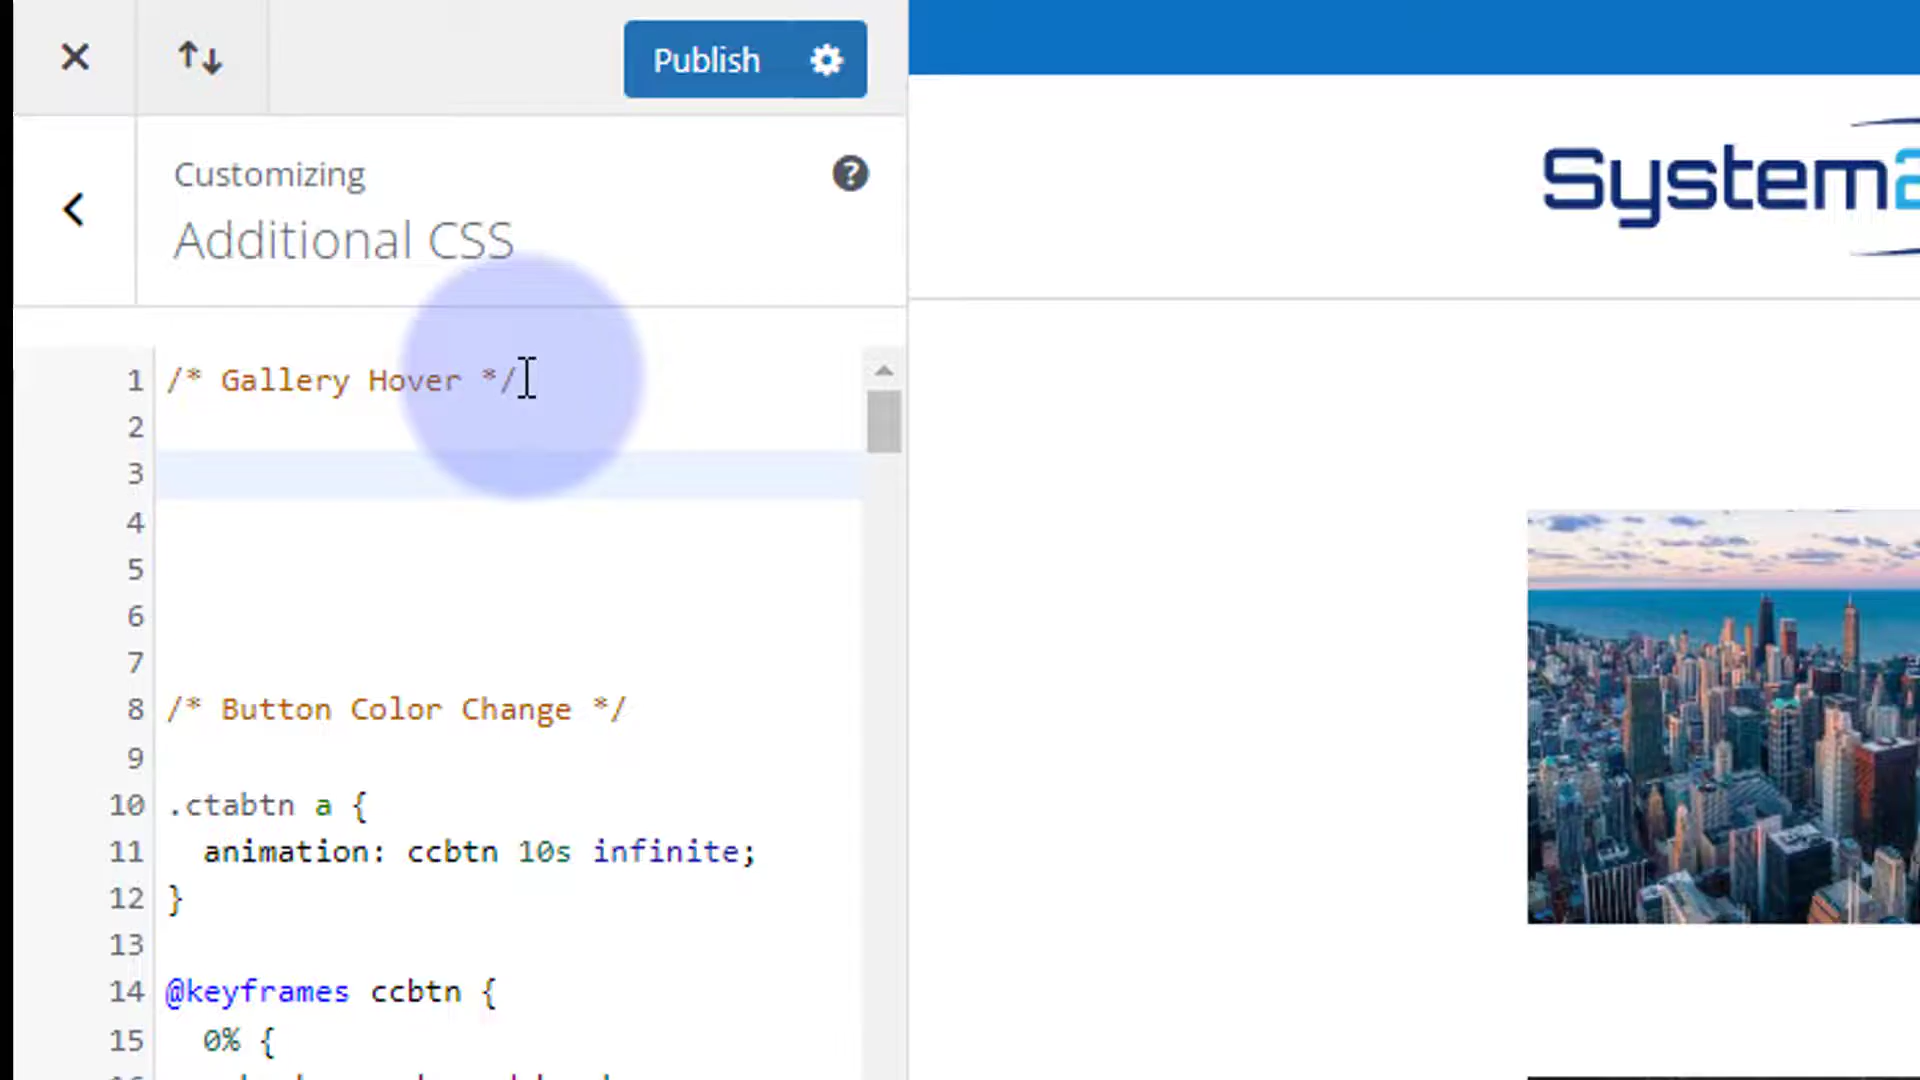 Publish
Customizing
Additional CSS
System2
1 /* Gallery Hover */
2
3
4
5
6
7
8 /* Button Color Change */
9
10 .ctabtn a {
11 animation: ccbtn 10s infinite;
12 }
13
14 @keyframes ccbtn {
15 0% {